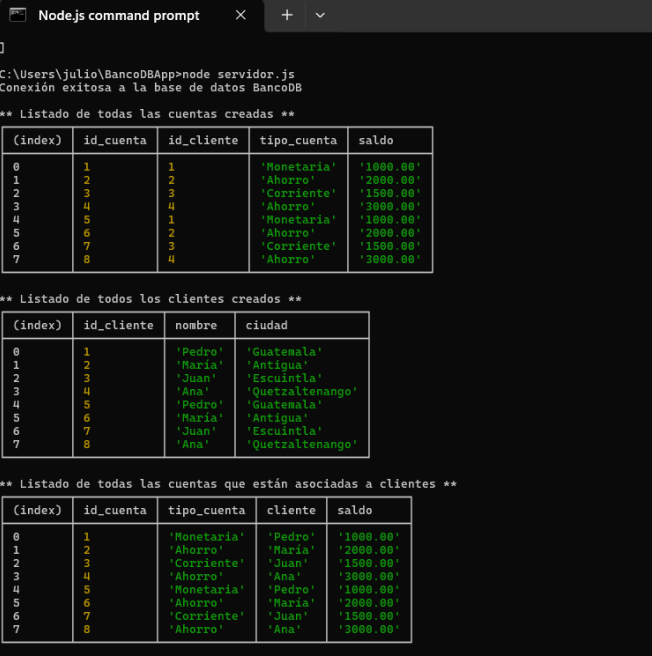 Node.js command prompt
C:\Users\julio\BancoDBApp>node servidor.js
Conexión exitosa a la base de datos BancoDB
** Listado de todas las cuentas creadas **
(index) id_cuenta id_cliente tipo_cuenta saldo
0 1 1 'Monetaria' '1000.00'
1 2 2 'Ahorro' '2000.00'
2 3 3 'Corriente' '1500.00'
3 4 4 'Ahorro' '3000.00'
4 5 1 'Monetaria' '1000.00'
5 6 2 'Ahorro' '2000.00'
6 7 3 'Corriente' '1500.00'
7 8 4 'Ahorro' '3000.00'
** Listado de todos los clientes creados **
(index) id_cliente nombre ciudad
0 1 'Pedro' 'Guatemala'
1 2 'María' 'Antigua'
2 3 'Juan' 'Escuintla'
3 4 'Ana' 'Quetzaltenango'
4 5 'Pedro' 'Guatemala'
5 6 'María' 'Antigua'
6 7 'Juan' 'Escuintla'
7 8 'Ana' 'Quetzaltenango'
** Listado de todas las cuentas que están asociadas a clientes **
(index) id_cuenta tipo_cuenta cliente saldo
0 1 'Monetaria' 'Pedro' '1000.00'
1 2 'Ahorro' 'María' '2000.00'
2 3 'Corriente' 'Juan' '1500.00'
3 4 'Ahorro' 'Ana' '3000.00'
4 5 'Monetaria' 'Pedro' '1000.00'
5 6 'Ahorro' 'María' '2000.00'
6 7 'Corriente' 'Juan' '1500.00'
7 8 'Ahorro' 'Ana' '3000.00'